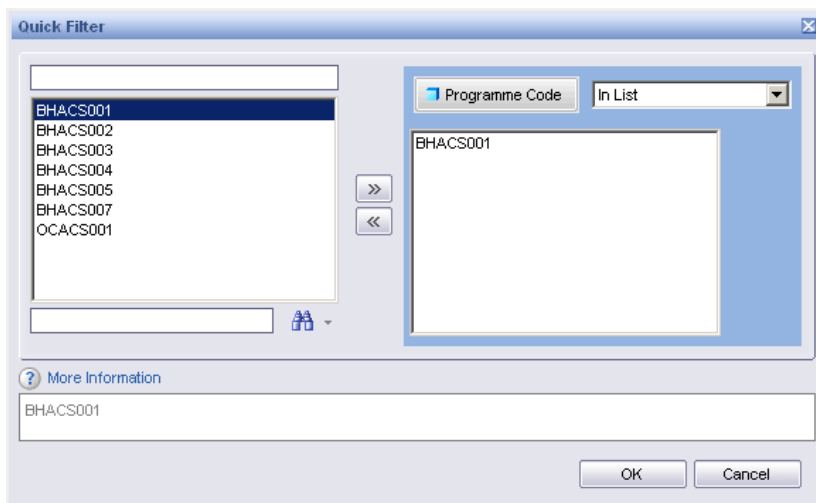 Quick Filter
BHACS001
BHACS002
BHACS003
BHACS004
BHACS005
BHACS007
OCACS001
Programme Code
In List
BHACS001
More Information
BHACS001
OK
Cancel